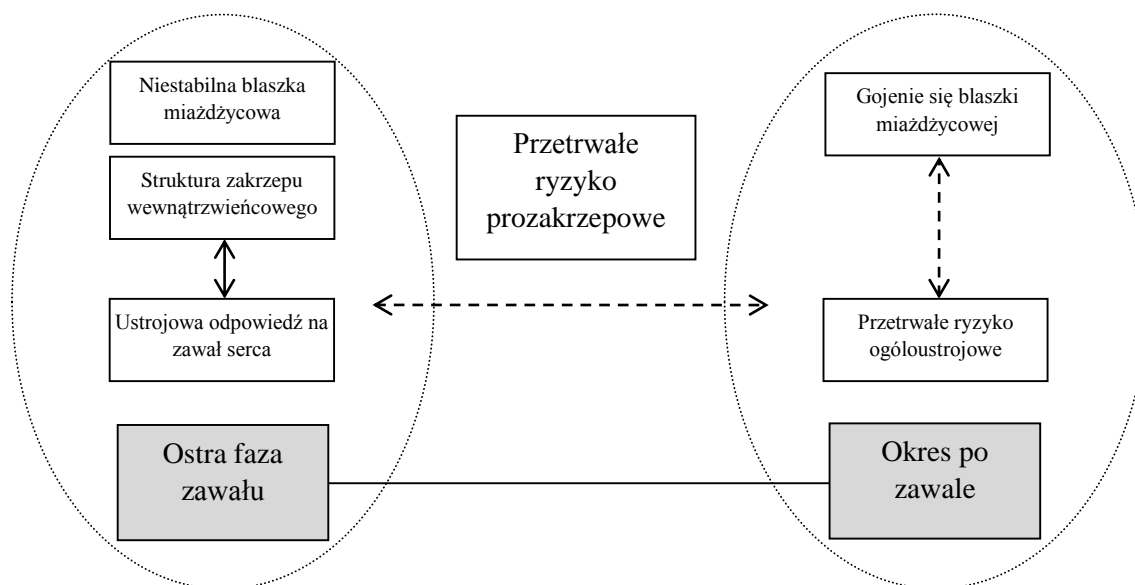 Niestabilna blaszka
miażdżycowa
Struktura zakrzepu
wewnątrzwieńcowego
Ustrojowa odpowiedź na
zawał serca
Ostra faza
zawału
Przetrwałe
ryzyko
prozakrzepowe
Gojenie się blaszki
miażdżycowej
Przetrwałe ryzyko
ogóloustrojowe
Okres po
zawale